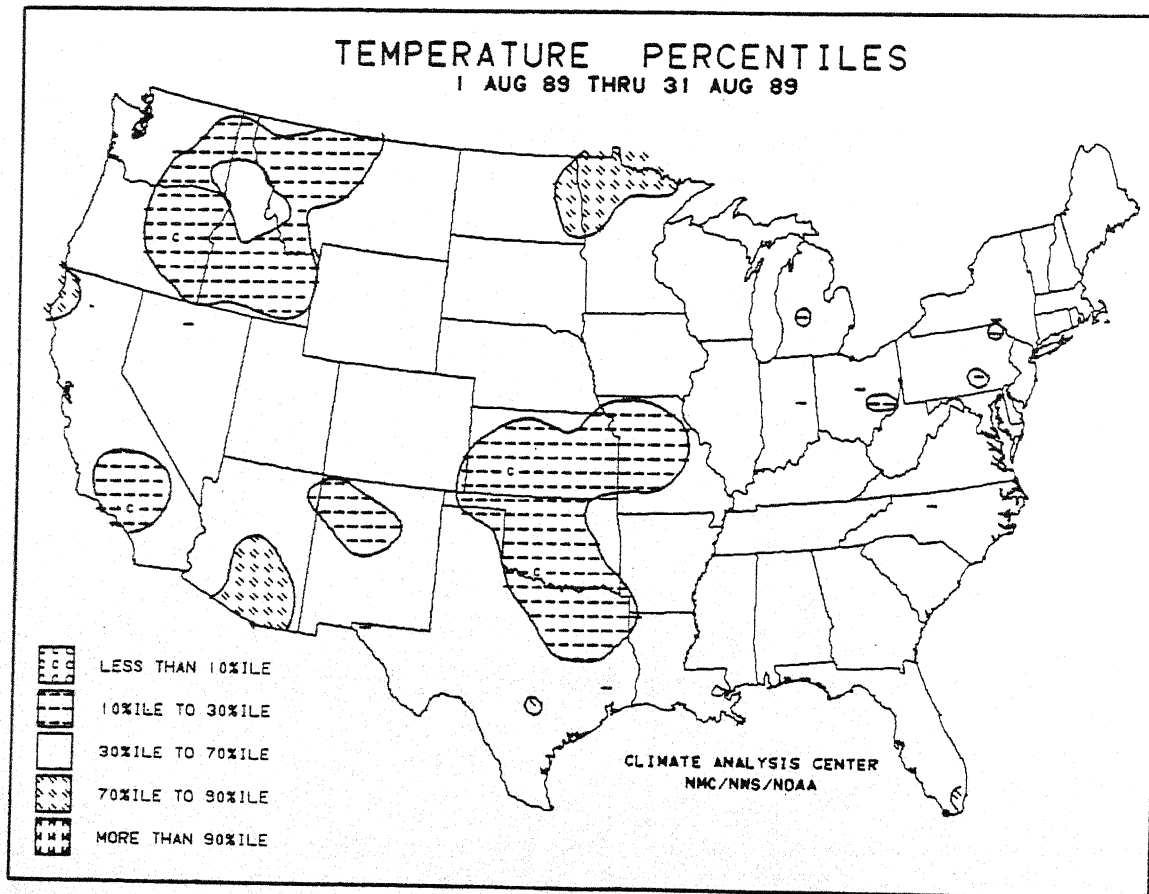 TEMPERATURE PERCENTILES
1 AUG 89 THRU 31 AUG 89
C
C
C
C
C LESS THAN 10%ILE
10%ILE TO 30%ILE
30%ILE TO 70%ILE
70%ILE TO 90%ILE
MORE THAN 90%ILE
CLIMATE ANALYSIS CENTER
NMC/NWS/NOAA